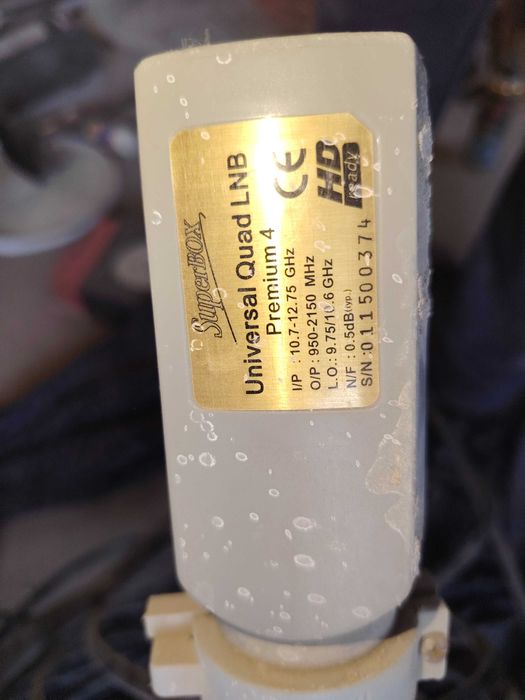 SuperBOX
Universal Quad LNB
Premium 4
I/P : 10.7-12.75 GHz
O/P: 950-2150 MHz
L.O.: 9.75/10.6 GHz
N/F : 0.5dB(typ.)
S/N:011500374
CE
HD
ready